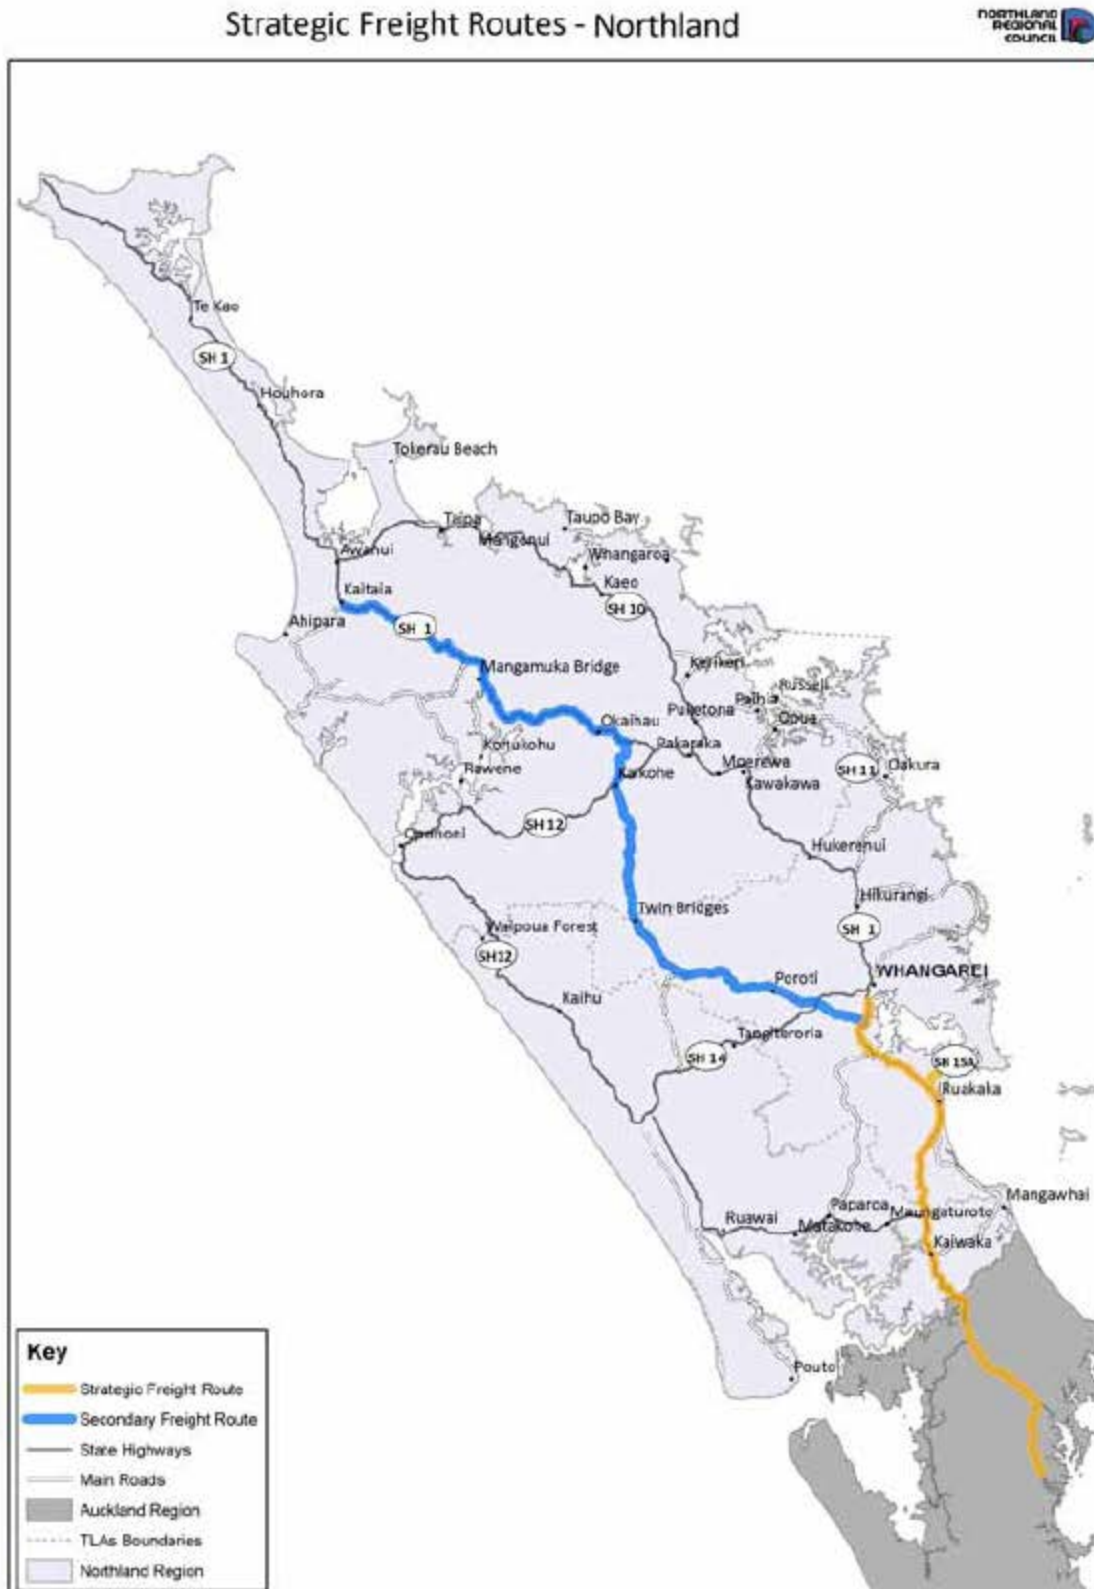 Strategic Freight Routes - Northland
NORTHLAND
REGIONAL
COUNCIL
Te Kao
SH 1
Houhora
Tokerau Beach
Taipa
Taupo Bay
Mangonui
Awanui
Whangaroa
Kaeo
Kaitaia
SH 10
Ahipara
SH 1
Mangamuka Bridge
Kerikeri
Russell
Paihia
Puketona
Opua
Okaihau
Kohukohu
Pakaraka
Moerewa
SH 11
Oakura
Rawene
Kaikohe
Kawakawa
SH 12
Opononi
Hukerenui
Hikurangi
Twin Bridges
Waipoua Forest
SH 1
SH12
WHANGAREI
Poroti
Kaihu
Tangiteroria
SH 14
SH 15A
Ruakaka
Mangawhai
Paparoa
Maungaturoto
Ruawai
Matakohe
Kaiwaka
Pouto
Key
Strategic Freight Route
Secondary Freight Route
State Highways
Main Roads
Auckland Region
TLAs Boundaries
Northland Region